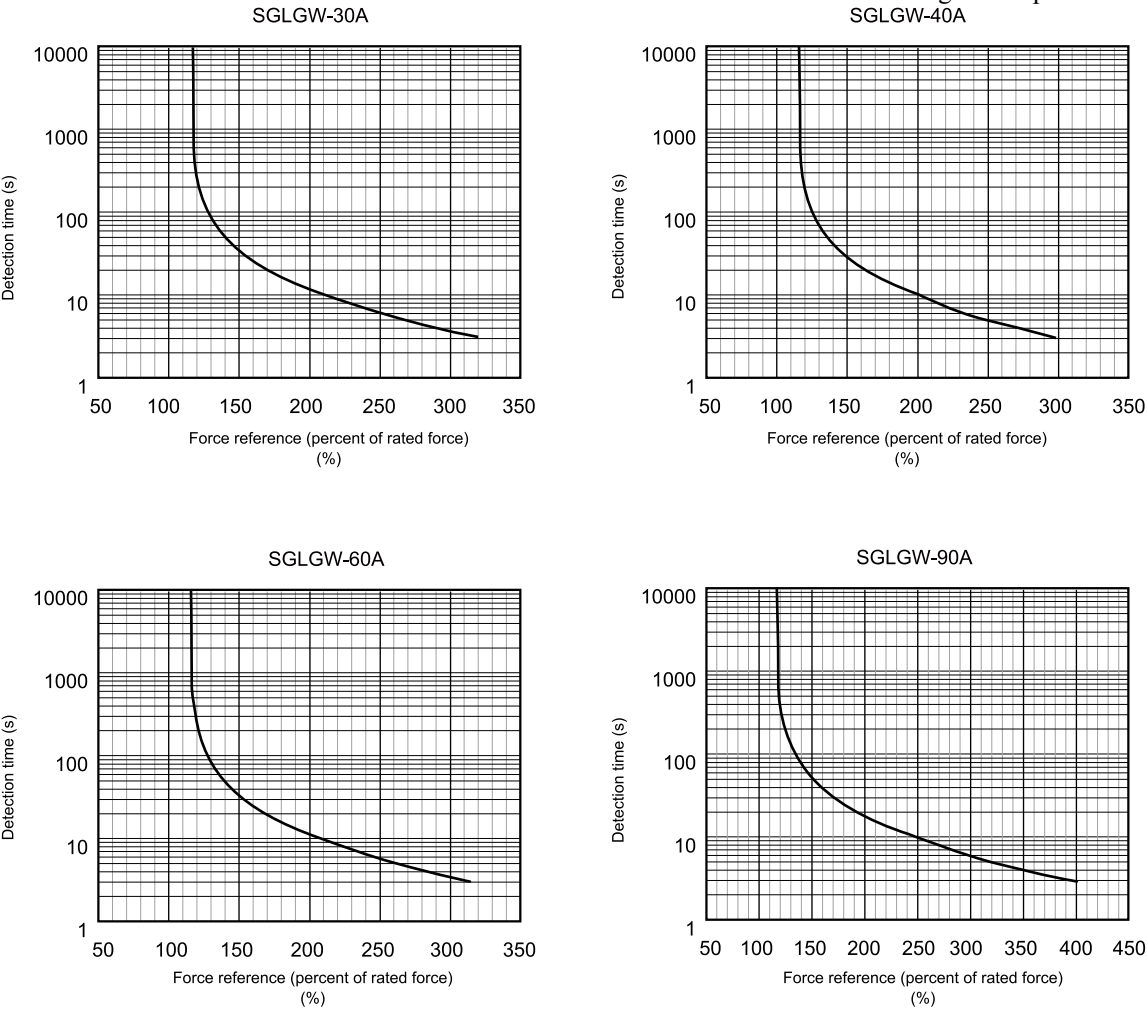 SGLGW-30A
10000
1000
100
10
1
Detection time (s)
50 100 150 200 250 300 350
Force reference (percent of rated force)
(%)
SGLGW-40A
10000
1000
100
10
1
Detection time (s)
50 100 150 200 250 300 350
Force reference (percent of rated force)
(%)
SGLGW-60A
10000
1000
100
10
1
Detection time (s)
50 100 150 200 250 300 350
Force reference (percent of rated force)
(%)
SGLGW-90A
10000
1000
100
10
1
Detection time (s)
50 100 150 200 250 300 350 400 450
Force reference (percent of rated force)
(%)